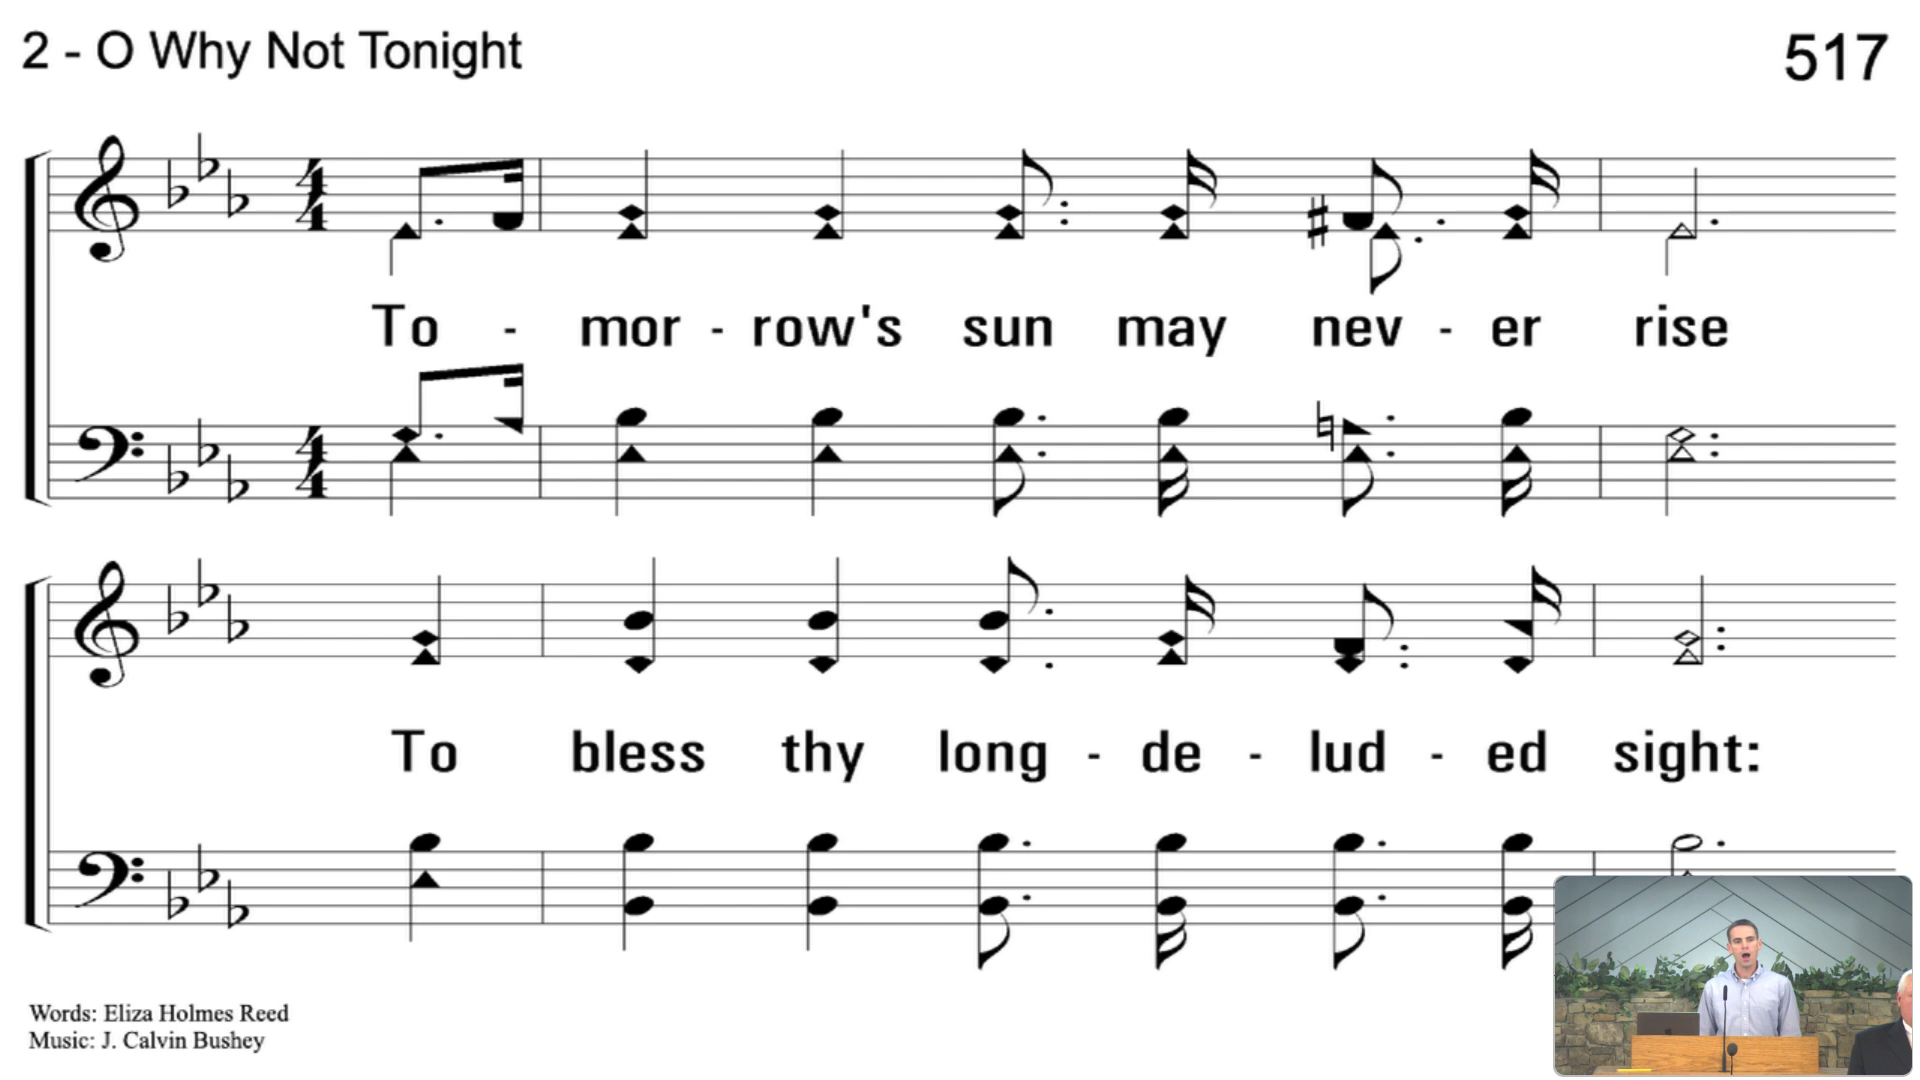 2 - O Why Not Tonight
517
To - mor - row's sun may nev - er rise
To bless thy long - de - lud - ed sight:
Words: Eliza Holmes Reed
Music: J. Calvin Bushey